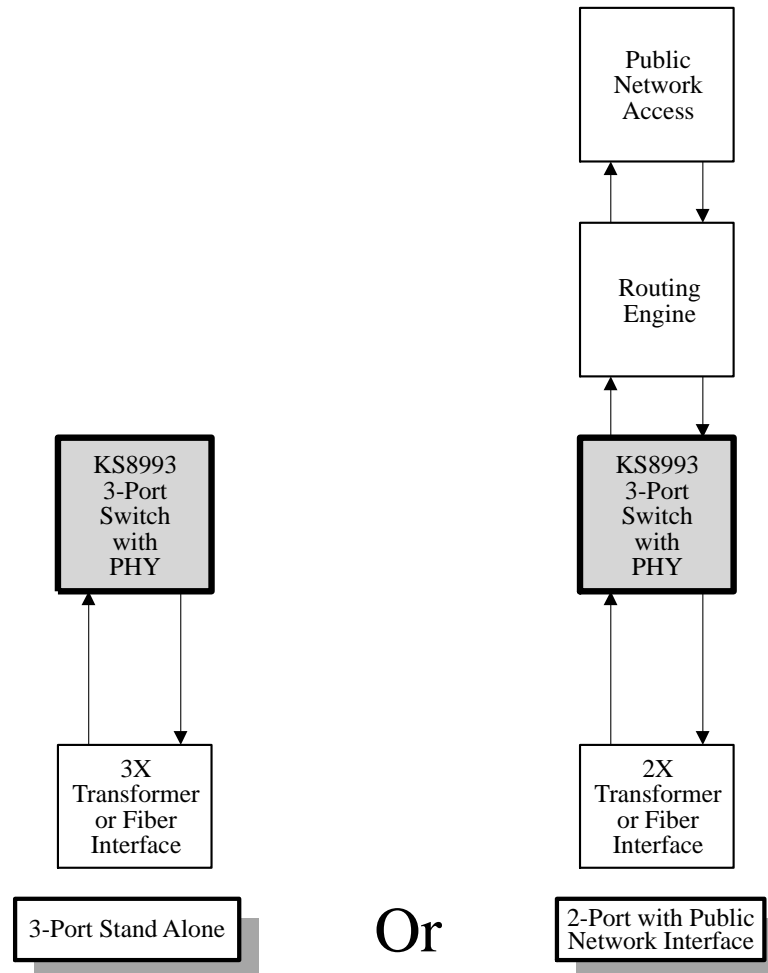 Public
Network
Access
Routing
Engine
KS8993
3-Port
Switch
with
PHY
KS8993
3-Port
Switch
with
PHY
3X
Transformer
or Fiber
Interface
2X
Transformer
or Fiber
Interface
3-Port Stand Alone
Or
2-Port with Public
Network Interface